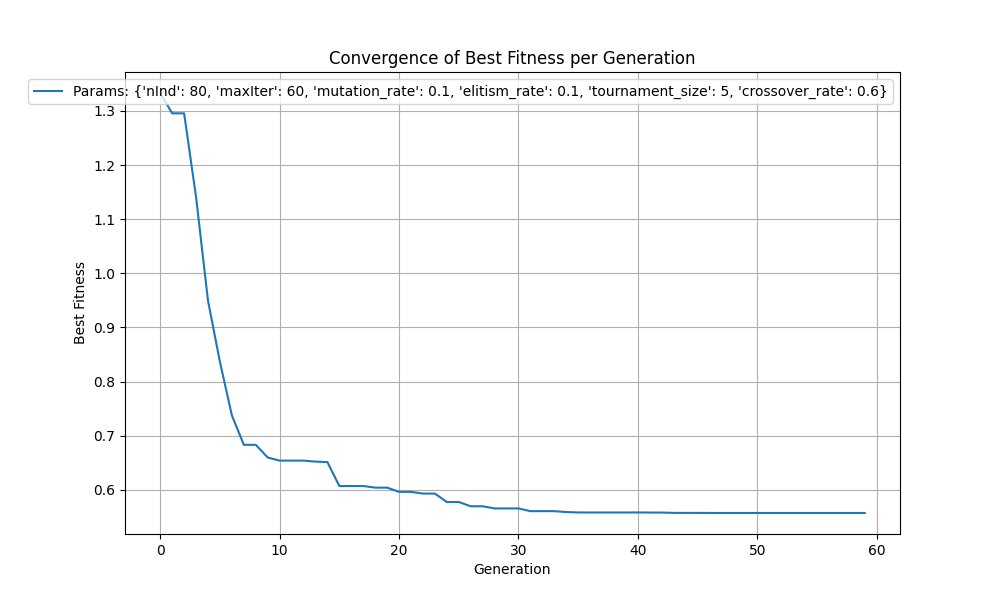 Convergence of Best Fitness per Generation
Params: {'nInd': 80, 'maxIter': 60, 'mutation_rate': 0.1, 'elitism_rate': 0.1, 'tournament_size': 5, 'crossover_rate': 0.6}
1.3
1.2
1.1
1.0
0.9
0.8
0.7
0.6
Best Fitness
0 10 20 30 40 50 60
Generation